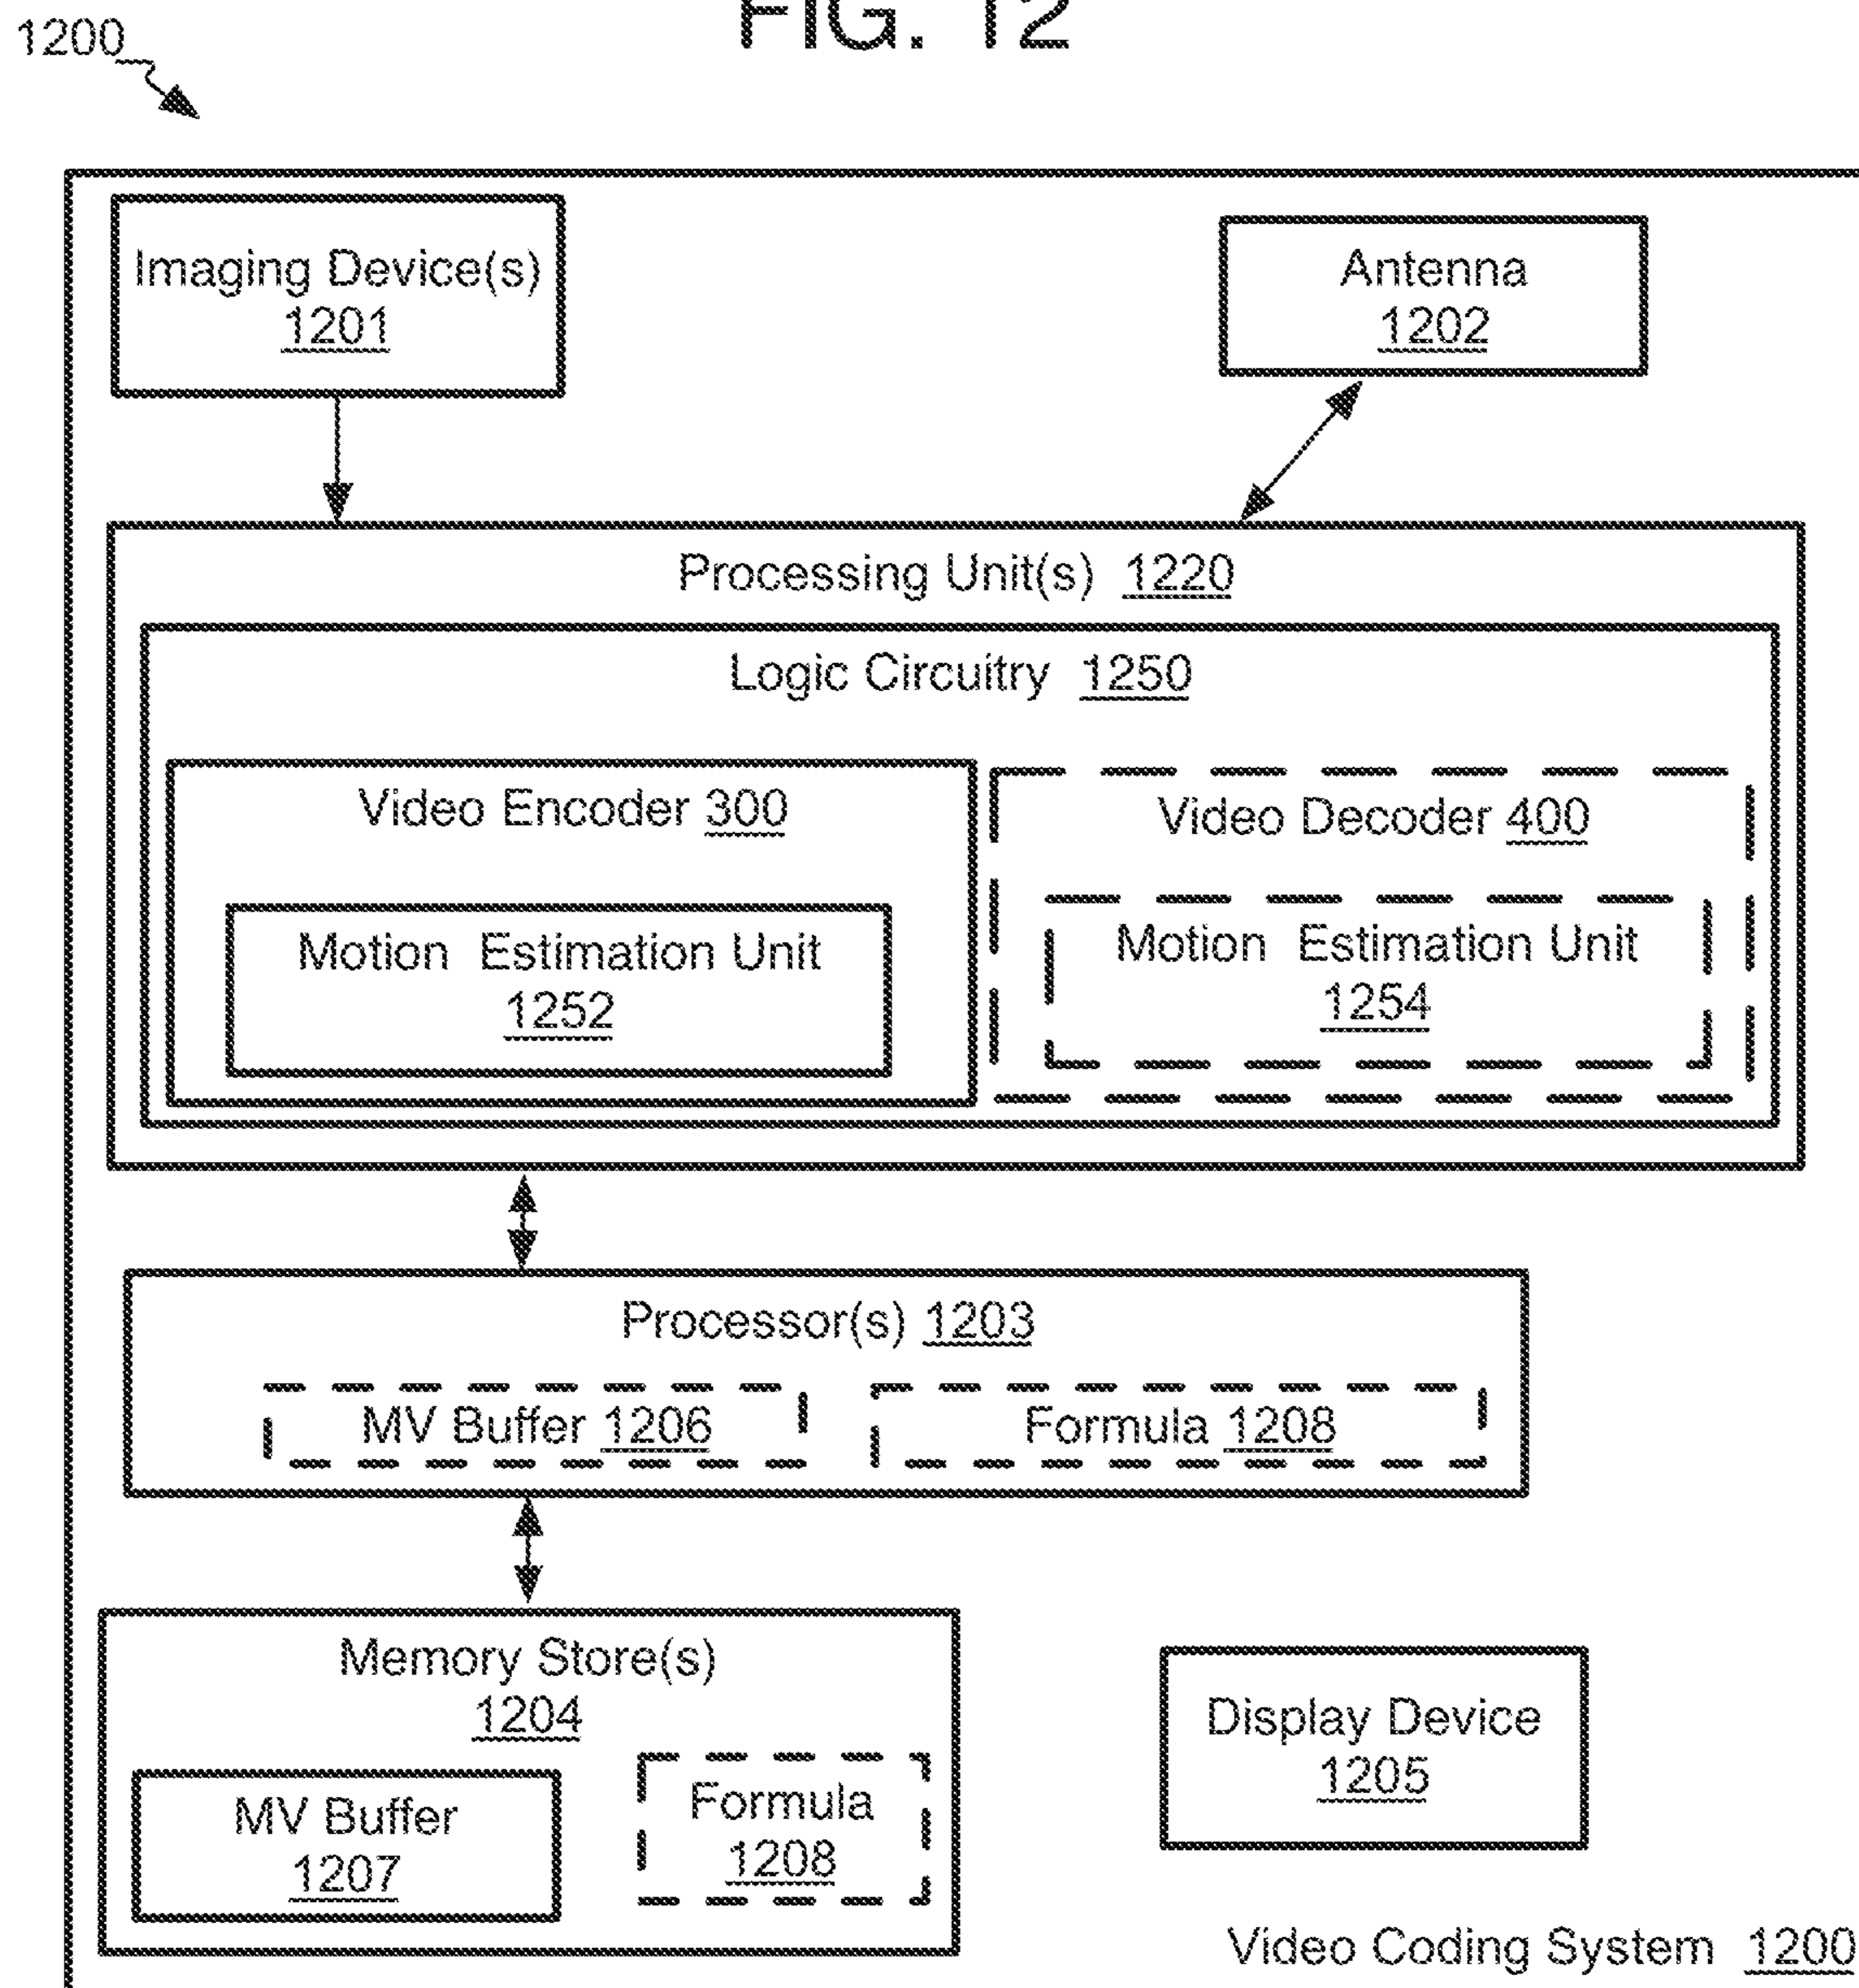 FIG. 12
1200
Imaging Device(s)
1201
Antenna
1202
Processing Unit(s) 1220
Logic Circuitry 1250
Video Encoder 300
Video Decoder 400
Motion Estimation Unit
1252
Motion Estimation Unit
1254
Processor(s) 1203
MV Buffer 1206
Formula 1208
Memory Store(s)
1204
MV Buffer
1207
Formula
1208
Display Device
1205
Video Coding System 1200